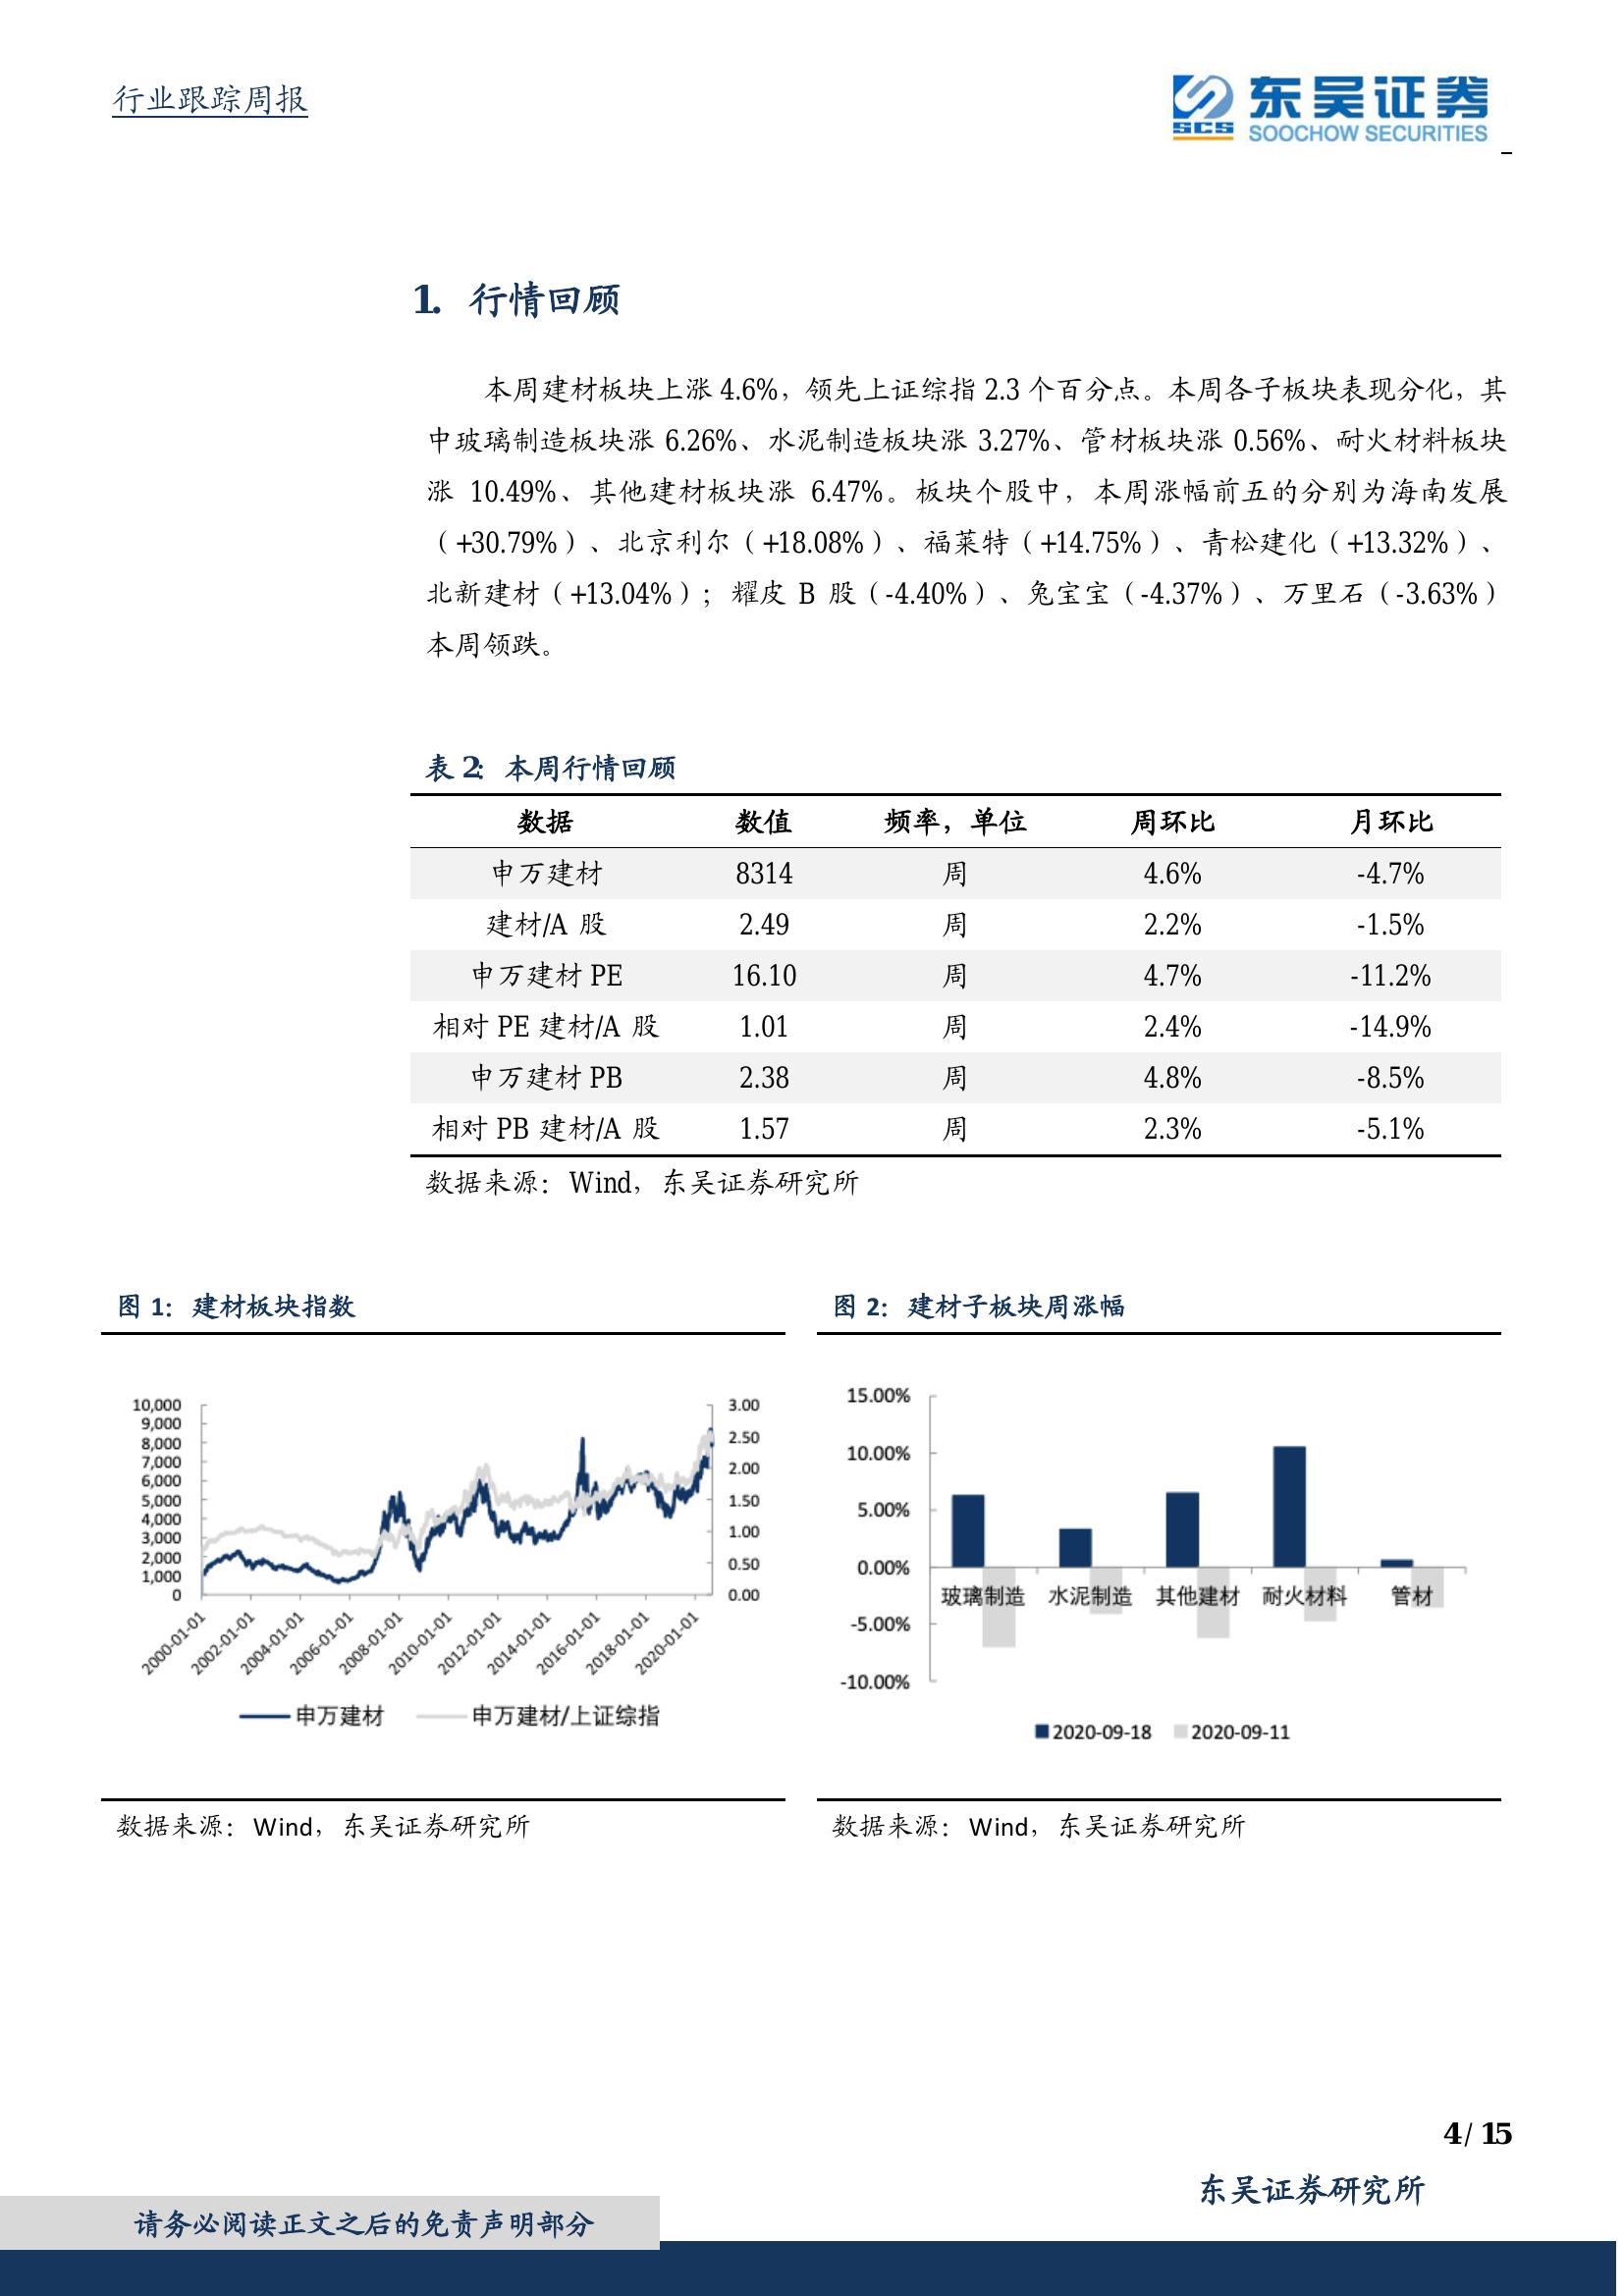 行业跟踪周报
SCS
东吴证券
SOOCHOW SECURITIES
1. 行情回顾
本周建材板块上涨 4.6%，领先上证综指 2.3 个百分点。本周各子板块表现分化，其
中玻璃制造板块涨 6.26%、水泥制造板块涨 3.27%、管材板块涨 0.56%、耐火材料板块
涨 10.49%、其他建材板块涨 6.47%。板块个股中，本周涨幅前五的分别为海南发展
（+30.79%）、北京利尔（+18.08%）、福莱特（+14.75%）、青松建化（+13.32%）、
北新建材（+13.04%）；耀皮 B 股（-4.40%）、兔宝宝（-4.37%）、万里石（-3.63%）
本周领跌。
表 2：本周行情回顾
数据 数值 频率，单位 周环比 月环比
申万建材 8314 周 4.6% -4.7%
建材/A 股 2.49 周 2.2% -1.5%
申万建材 PE 16.10 周 4.7% -11.2%
相对 PE 建材/A 股 1.01 周 2.4% -14.9%
申万建材 PB 2.38 周 4.8% -8.5%
相对 PB 建材/A 股 1.57 周 2.3% -5.1%
数据来源：Wind，东吴证券研究所
图 1：建材板块指数
10,000
9,000
8,000
7,000
6,000
5,000
4,000
3,000
2,000
1,000
0
3.00
2.50
2.00
1.50
1.00
0.50
0.00
2000-01-01
2002-01-01
2004-01-01
2006-01-01
2008-01-01
2010-01-01
2012-01-01
2014-01-01
2016-01-01
2018-01-01
2020-01-01
申万建材 申万建材/上证综指
数据来源：Wind，东吴证券研究所
图 2：建材子板块周涨幅
15.00%
10.00%
5.00%
0.00%
-5.00%
-10.00%
玻璃制造 水泥制造 其他建材 耐火材料 管材
2020-09-18 2020-09-11
数据来源：Wind，东吴证券研究所
4 / 15
东吴证券研究所
请务必阅读正文之后的免责声明部分